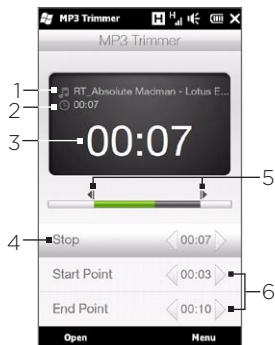 MP3 Trimmer
H H
MP3 Trimmer
1 RT_Absolute Madman - Lotus E...
2 00:07
3 00:07
5
4 Stop 00:07
Start Point 00:03
6
End Point 00:10
Open Menu